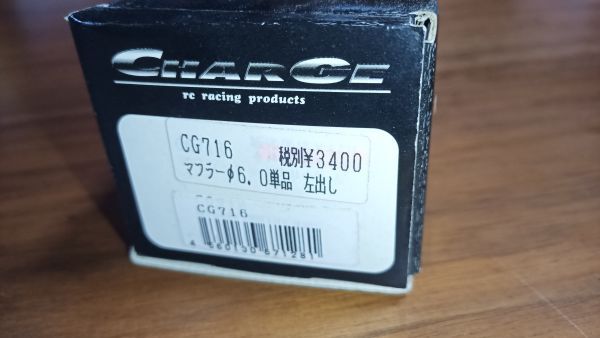 CHARGE
rc racing products
CG716 税別¥3400
マフラーφ6.0単品 左出し
CG716